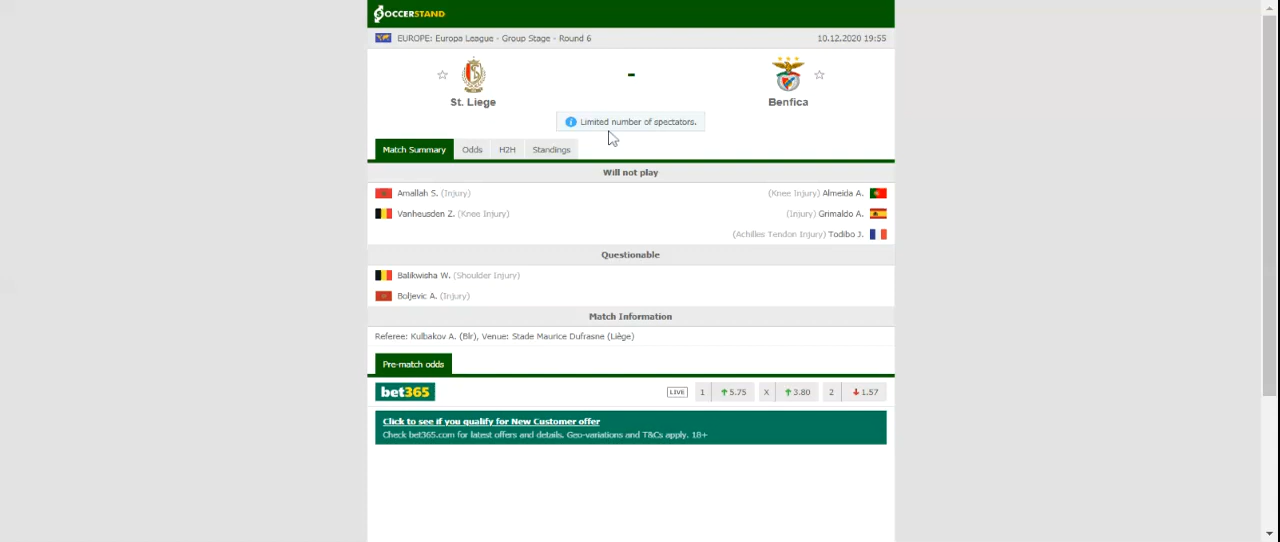 SOCCERSTAND
EUROPE: Europa League - Group Stage - Round 6 10.12.2020 19:55
St. Liege - Benfica
Limited number of spectators.
Match Summary Odds H2H Standings
Will not play
Amallah S. (Injury) (Knee Injury) Almeida A.
Vanheusden Z. (Knee Injury) (Injury) Grimaldo A.
(Achilles Tendon Injury) Todibo J.
Questionable
Balikwisha W. (Shoulder Injury)
Boljevic A. (Injury)
Match Information
Referee: Kulbakov A. (Blr), Venue: Stade Maurice Dufrasne (Liège)
Pre-match odds
bet365 LIVE 1 5.75 X 3.80 2 1.57
Click to see if you qualify for New Customer offer
Check bet365.com for latest offers and details. Geo-variations and T&Cs apply. 18+